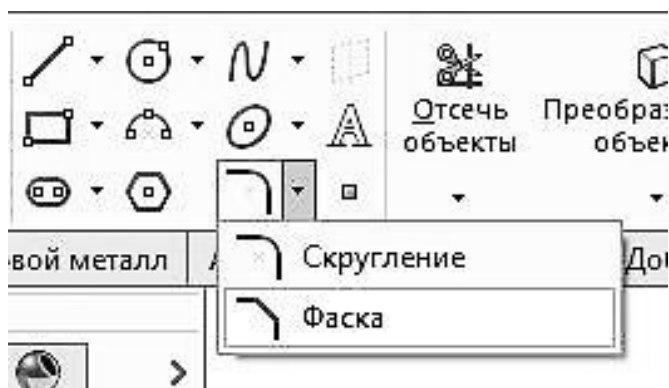 Отсечь
объекты
Преобраз
объек
Скругление
Фаска
вой металл